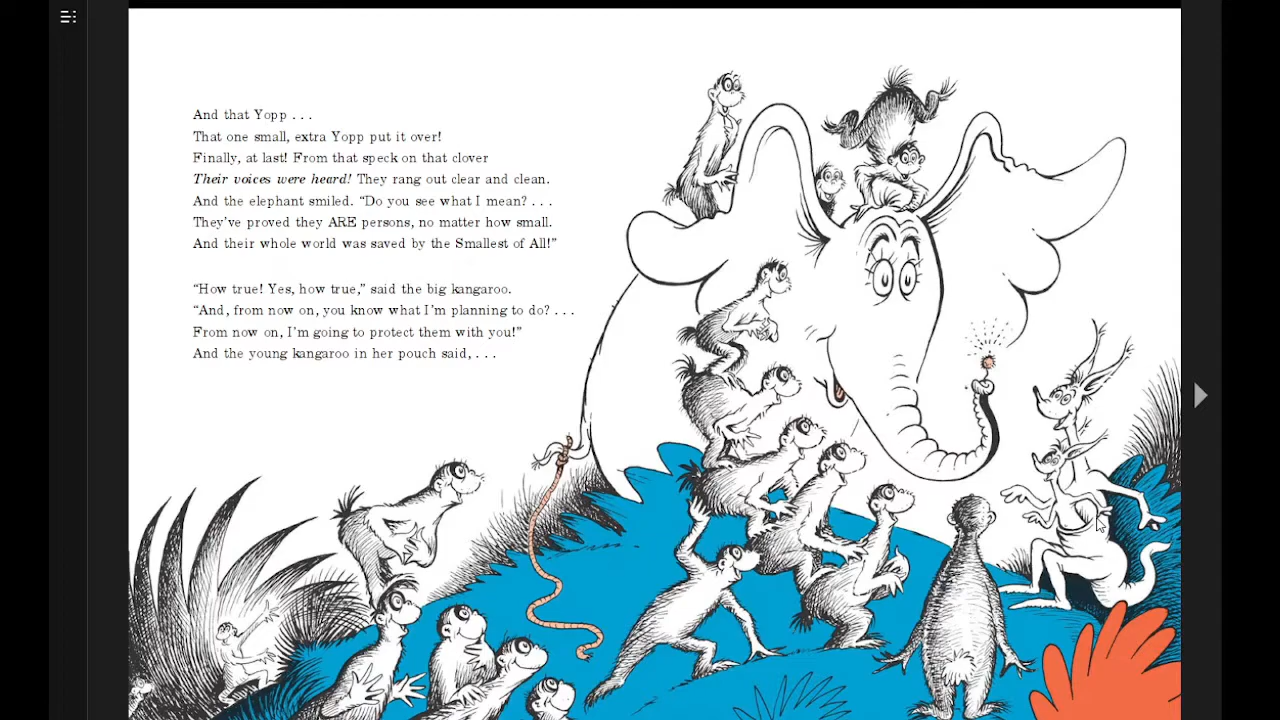 And that Yopp . . .
That one small, extra Yopp put it over!
Finally, at last! From that speck on that clover
Their voices were heard! They rang out clear and clean.
And the elephant smiled. “Do you see what I mean? . . .
They’ve proved they ARE persons, no matter how small.
And their whole world was saved by the Smallest of All!”
“How true! Yes, how true,” said the big kangaroo.
“And, from now on, you know what I’m planning to do? . . .
From now on, I’m going to protect them with you!”
And the young kangaroo in her pouch said, . . .